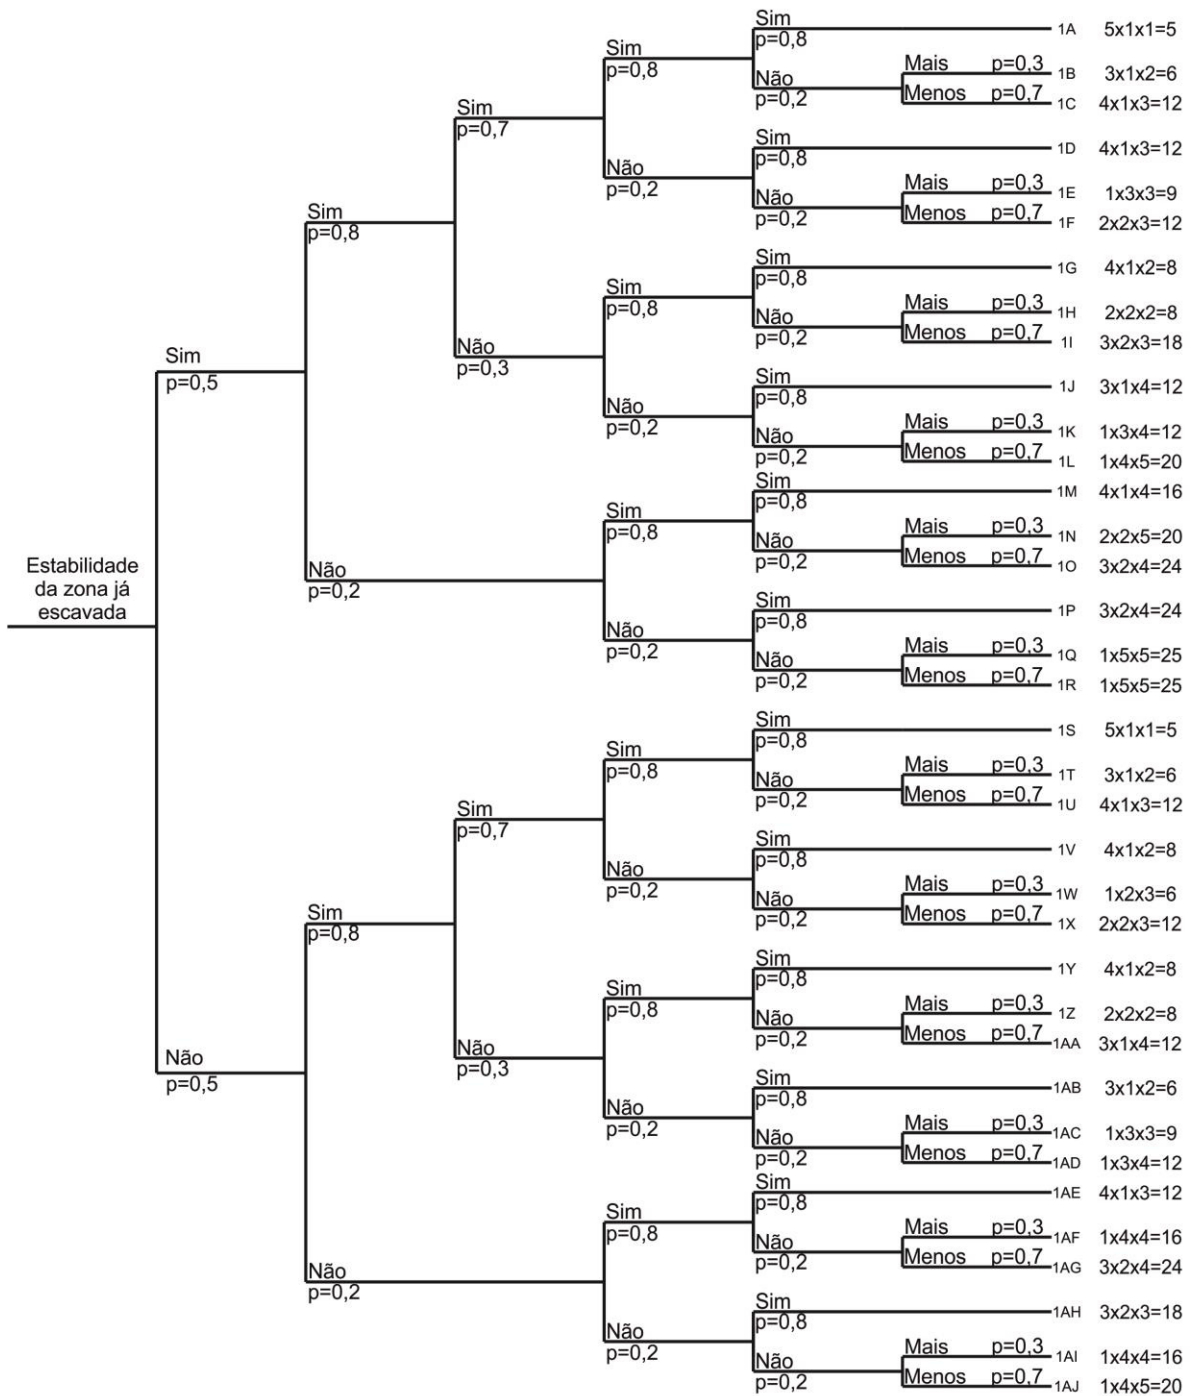 Sim
p=0,8
1A 5x1x1=5
Sim
p=0,8
Não
p=0,2
Mais p=0,3
1B 3x1x2=6
Menos p=0,7
1C 4x1x3=12
Sim
p=0,7
Sim
p=0,8
1D 4x1x3=12
Não
p=0,2
Não
p=0,2
Mais p=0,3
1E 1x3x3=9
Menos p=0,7
1F 2x2x3=12
Sim
p=0,8
Sim
p=0,8
1G 4x1x2=8
Sim
p=0,8
Não
p=0,2
Mais p=0,3
1H 2x2x2=8
Menos p=0,7
1I 3x2x3=18
Não
p=0,3
Sim
p=0,5
Sim
p=0,8
1J 3x1x4=12
Não
p=0,2
Não
p=0,2
Mais p=0,3
1K 1x3x4=12
Menos p=0,7
1L 1x4x5=20
Sim
p=0,8
1M 4x1x4=16
Sim
p=0,8
Não
p=0,2
Mais p=0,3
1N 2x2x5=20
Menos p=0,7
1O 3x2x4=24
Não
p=0,2
Estabilidade
da zona já
escavada
Sim
p=0,8
1P 3x2x4=24
Não
p=0,2
Não
p=0,2
Mais p=0,3
1Q 1x5x5=25
Menos p=0,7
1R 1x5x5=25
Sim
p=0,8
1S 5x1x1=5
Sim
p=0,8
Não
p=0,2
Mais p=0,3
1T 3x1x2=6
Menos p=0,7
1U 4x1x3=12
Sim
p=0,7
Sim
p=0,8
1V 4x1x2=8
Não
p=0,2
Não
p=0,2
Mais p=0,3
1W 1x2x3=6
Menos p=0,7
1X 2x2x3=12
Sim
p=0,8
Sim
p=0,8
1Y 4x1x2=8
Sim
p=0,8
Não
p=0,2
Mais p=0,3
1Z 2x2x2=8
Menos p=0,7
1AA 3x1x4=12
Não
p=0,3
Não
p=0,5
Sim
p=0,8
1AB 3x1x2=6
Não
p=0,2
Não
p=0,2
Mais p=0,3
1AC 1x3x3=9
Menos p=0,7
1AD 1x3x4=12
Sim
p=0,8
1AE 4x1x3=12
Sim
p=0,8
Não
p=0,2
Mais p=0,3
1AF 1x4x4=16
Menos p=0,7
1AG 3x2x4=24
Não
p=0,2
Sim
p=0,8
1AH 3x2x3=18
Não
p=0,2
Não
p=0,2
Mais p=0,3
1AI 1x4x4=16
Menos p=0,7
1AJ 1x4x5=20